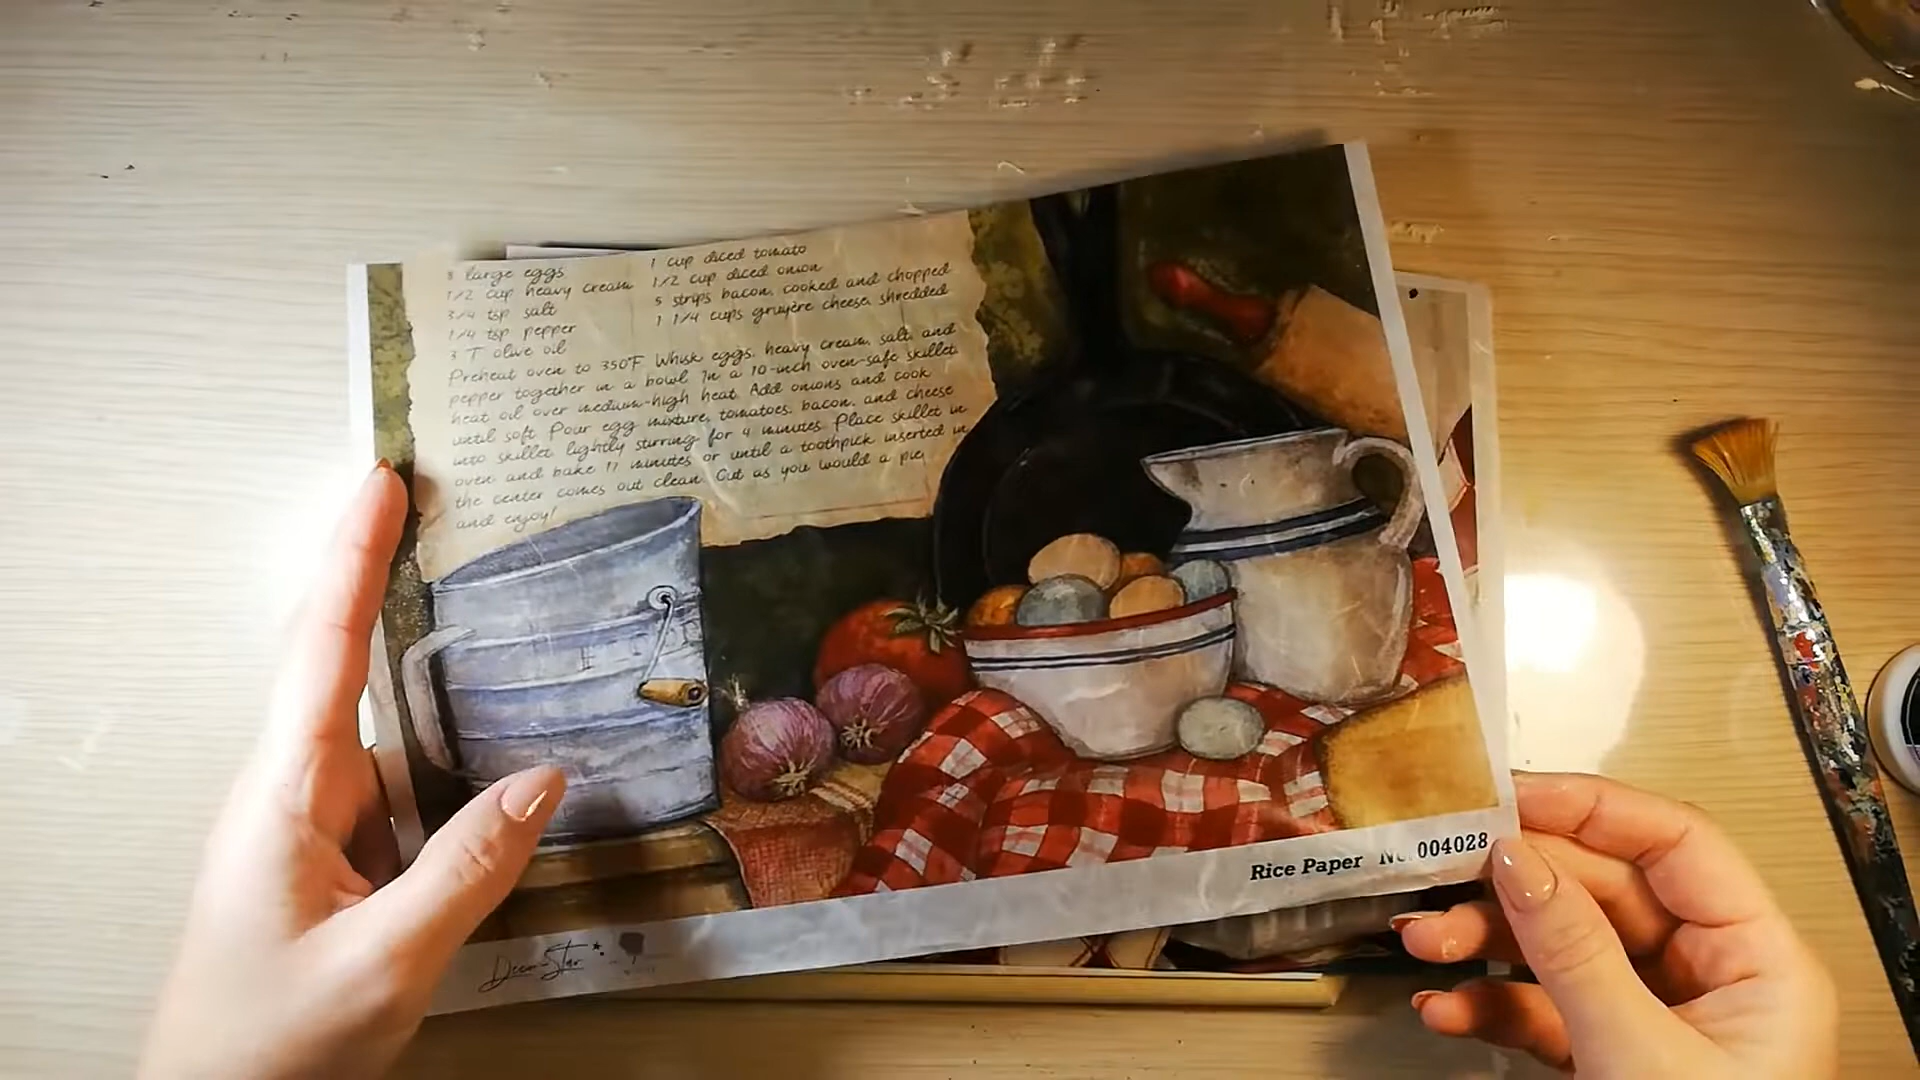 8 large eggs
1/2 cup heavy cream
3/4 tsp salt
1/4 tsp pepper
3 T olive oil
1 cup diced tomato
1/2 cup diced onion
5 strips bacon, cooked and chopped
1 1/4 cups gruyère cheese, shredded
Preheat oven to 350°F. Whisk eggs, heavy cream, salt, and
pepper together in a bowl. In a 10-inch oven-safe skillet
heat oil over medium-high heat. Add onions and cook
until soft. Pour egg mixture, tomatoes, bacon, and cheese
into skillet lightly stirring for 4 minutes. Place skillet in
oven and bake 17 minutes or until a toothpick inserted in
the center comes out clean. Cut as you would a pie
and enjoy!
Rice Paper No. 004028